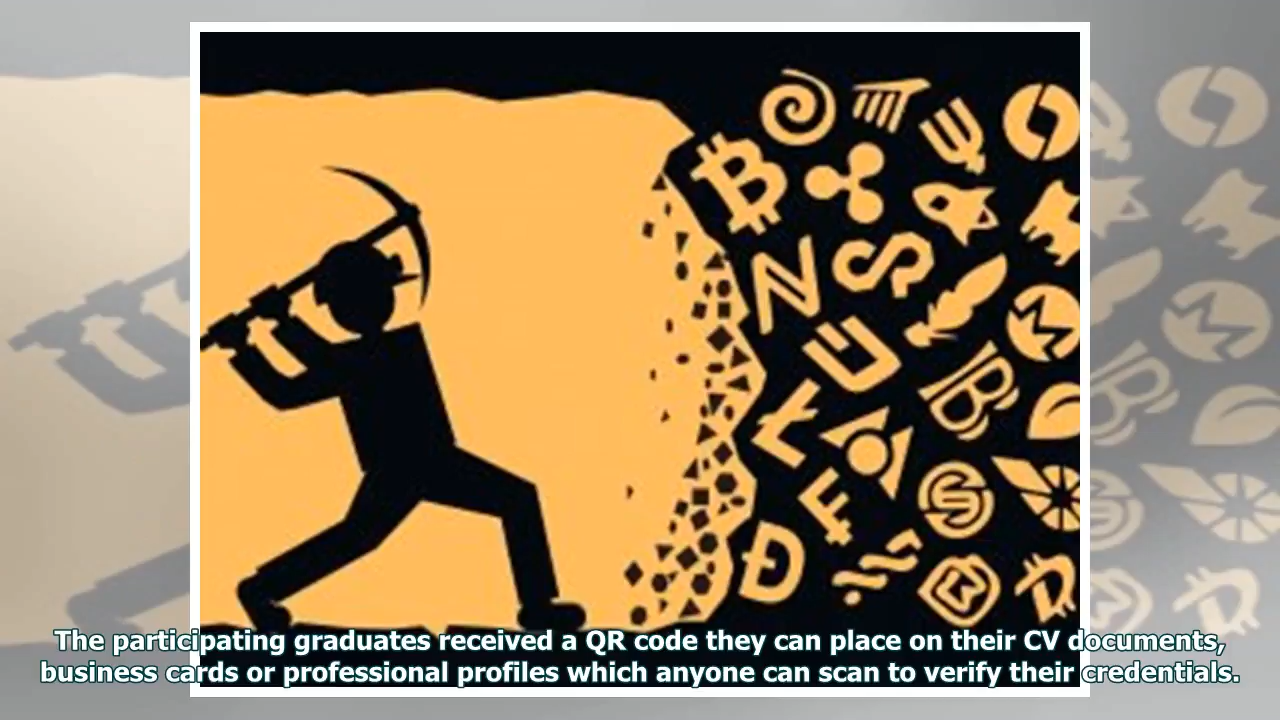 The participating graduates received a QR code they can place on their CV documents,
business cards or professional profiles which anyone can scan to verify their credentials.